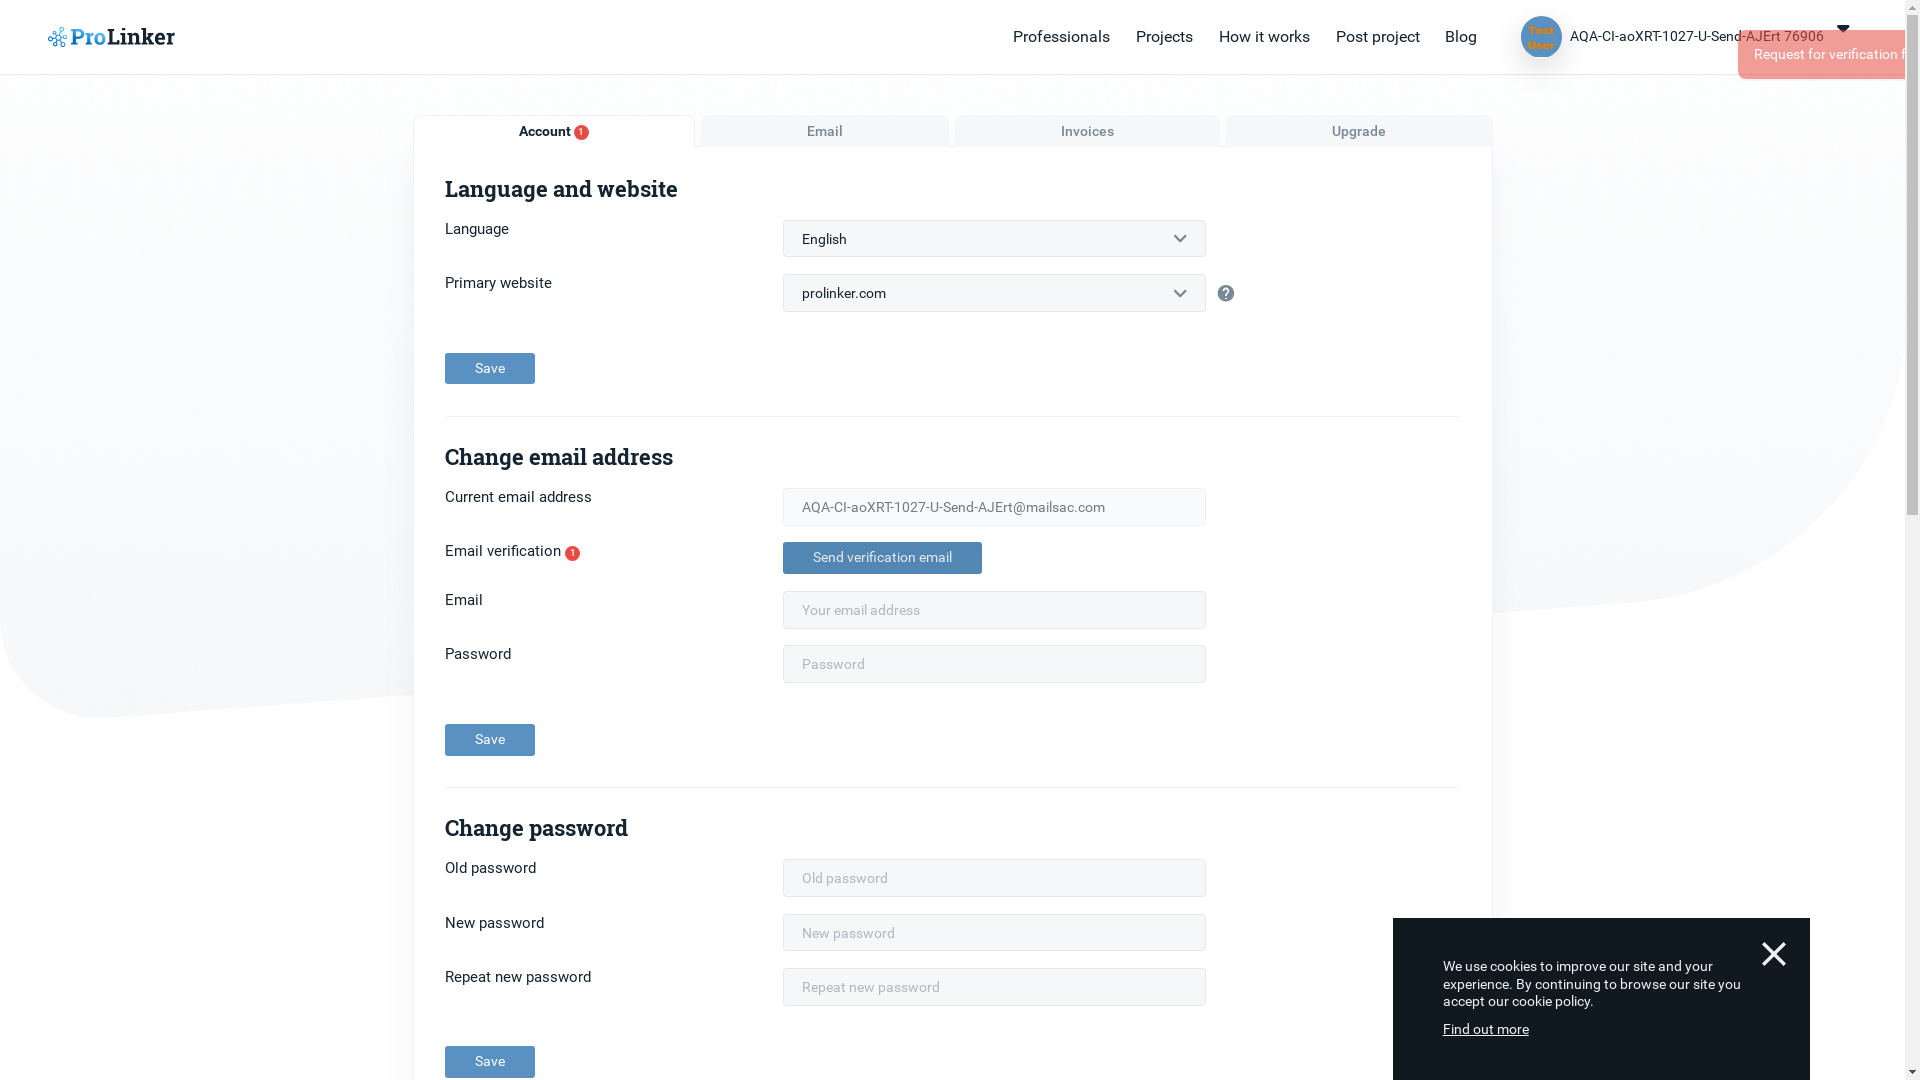 ProLinker
Professionals
Projects
How it works
Post project
Blog
Test
User
AQA-CI-aoXRT-1027-U-Send-AJErt 76906
Request for verification f
Account 1
Email
Invoices
Upgrade
Language and website
Language
English
Primary website
prolinker.com
?
Save
Change email address
Current email address
AQA-CI-aoXRT-1027-U-Send-AJErt@mailsac.com
Email verification 1
Send verification email
Email
Your email address
Password
Password
Save
Change password
Old password
Old password
New password
New password
Repeat new password
Repeat new password
Save
We use cookies to improve our site and your
experience. By continuing to browse our site you
accept our cookie policy.
Find out more